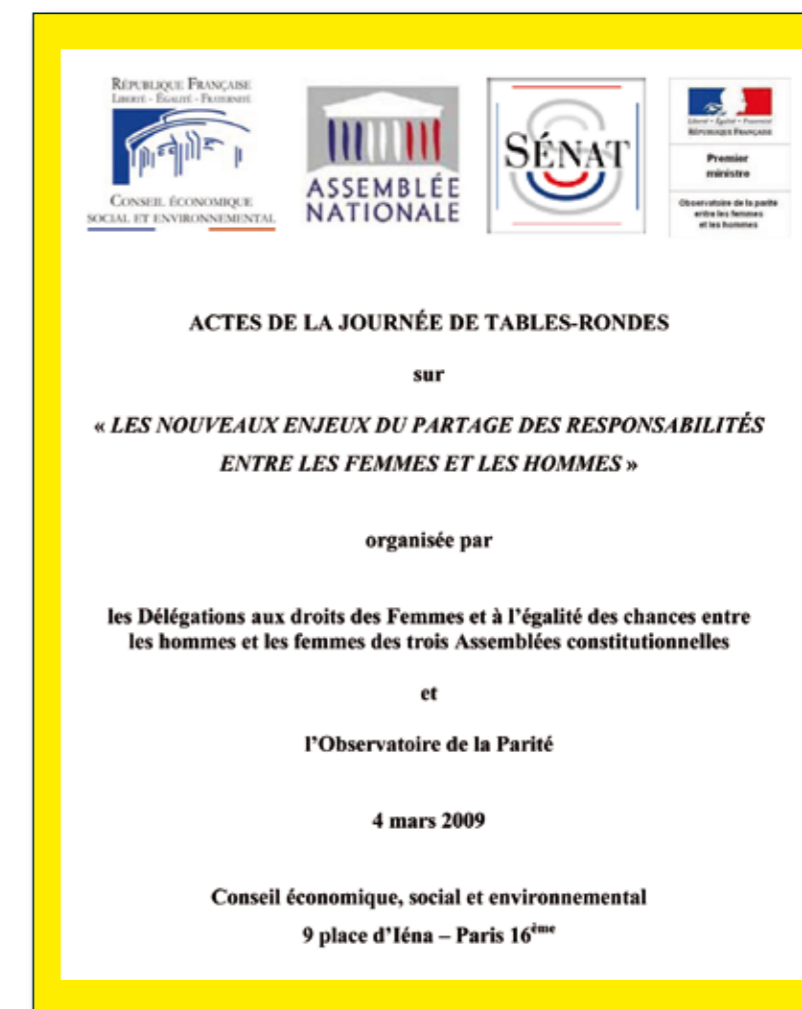 RÉPUBLIQUE FRANÇAISE
LIBERTÉ - ÉGALITÉ - FRATERNITÉ
CONSEIL ÉCONOMIQUE
SOCIAL ET ENVIRONNEMENTAL
ASSEMBLÉE
NATIONALE
SÉNAT
Liberté • Égalité • Fraternité
RÉPUBLIQUE FRANÇAISE
Premier
ministre
Observatoire de la parité
entre les femmes
et les hommes
ACTES DE LA JOURNÉE DE TABLES-RONDES
sur
« LES NOUVEAUX ENJEUX DU PARTAGE DES RESPONSABILITÉS
ENTRE LES FEMMES ET LES HOMMES »
organisée par
les Délégations aux droits des Femmes et à l’égalité des chances entre
les hommes et les femmes des trois Assemblées constitutionnelles
et
l’Observatoire de la Parité
4 mars 2009
Conseil économique, social et environnemental
9 place d’Iéna – Paris 16ème